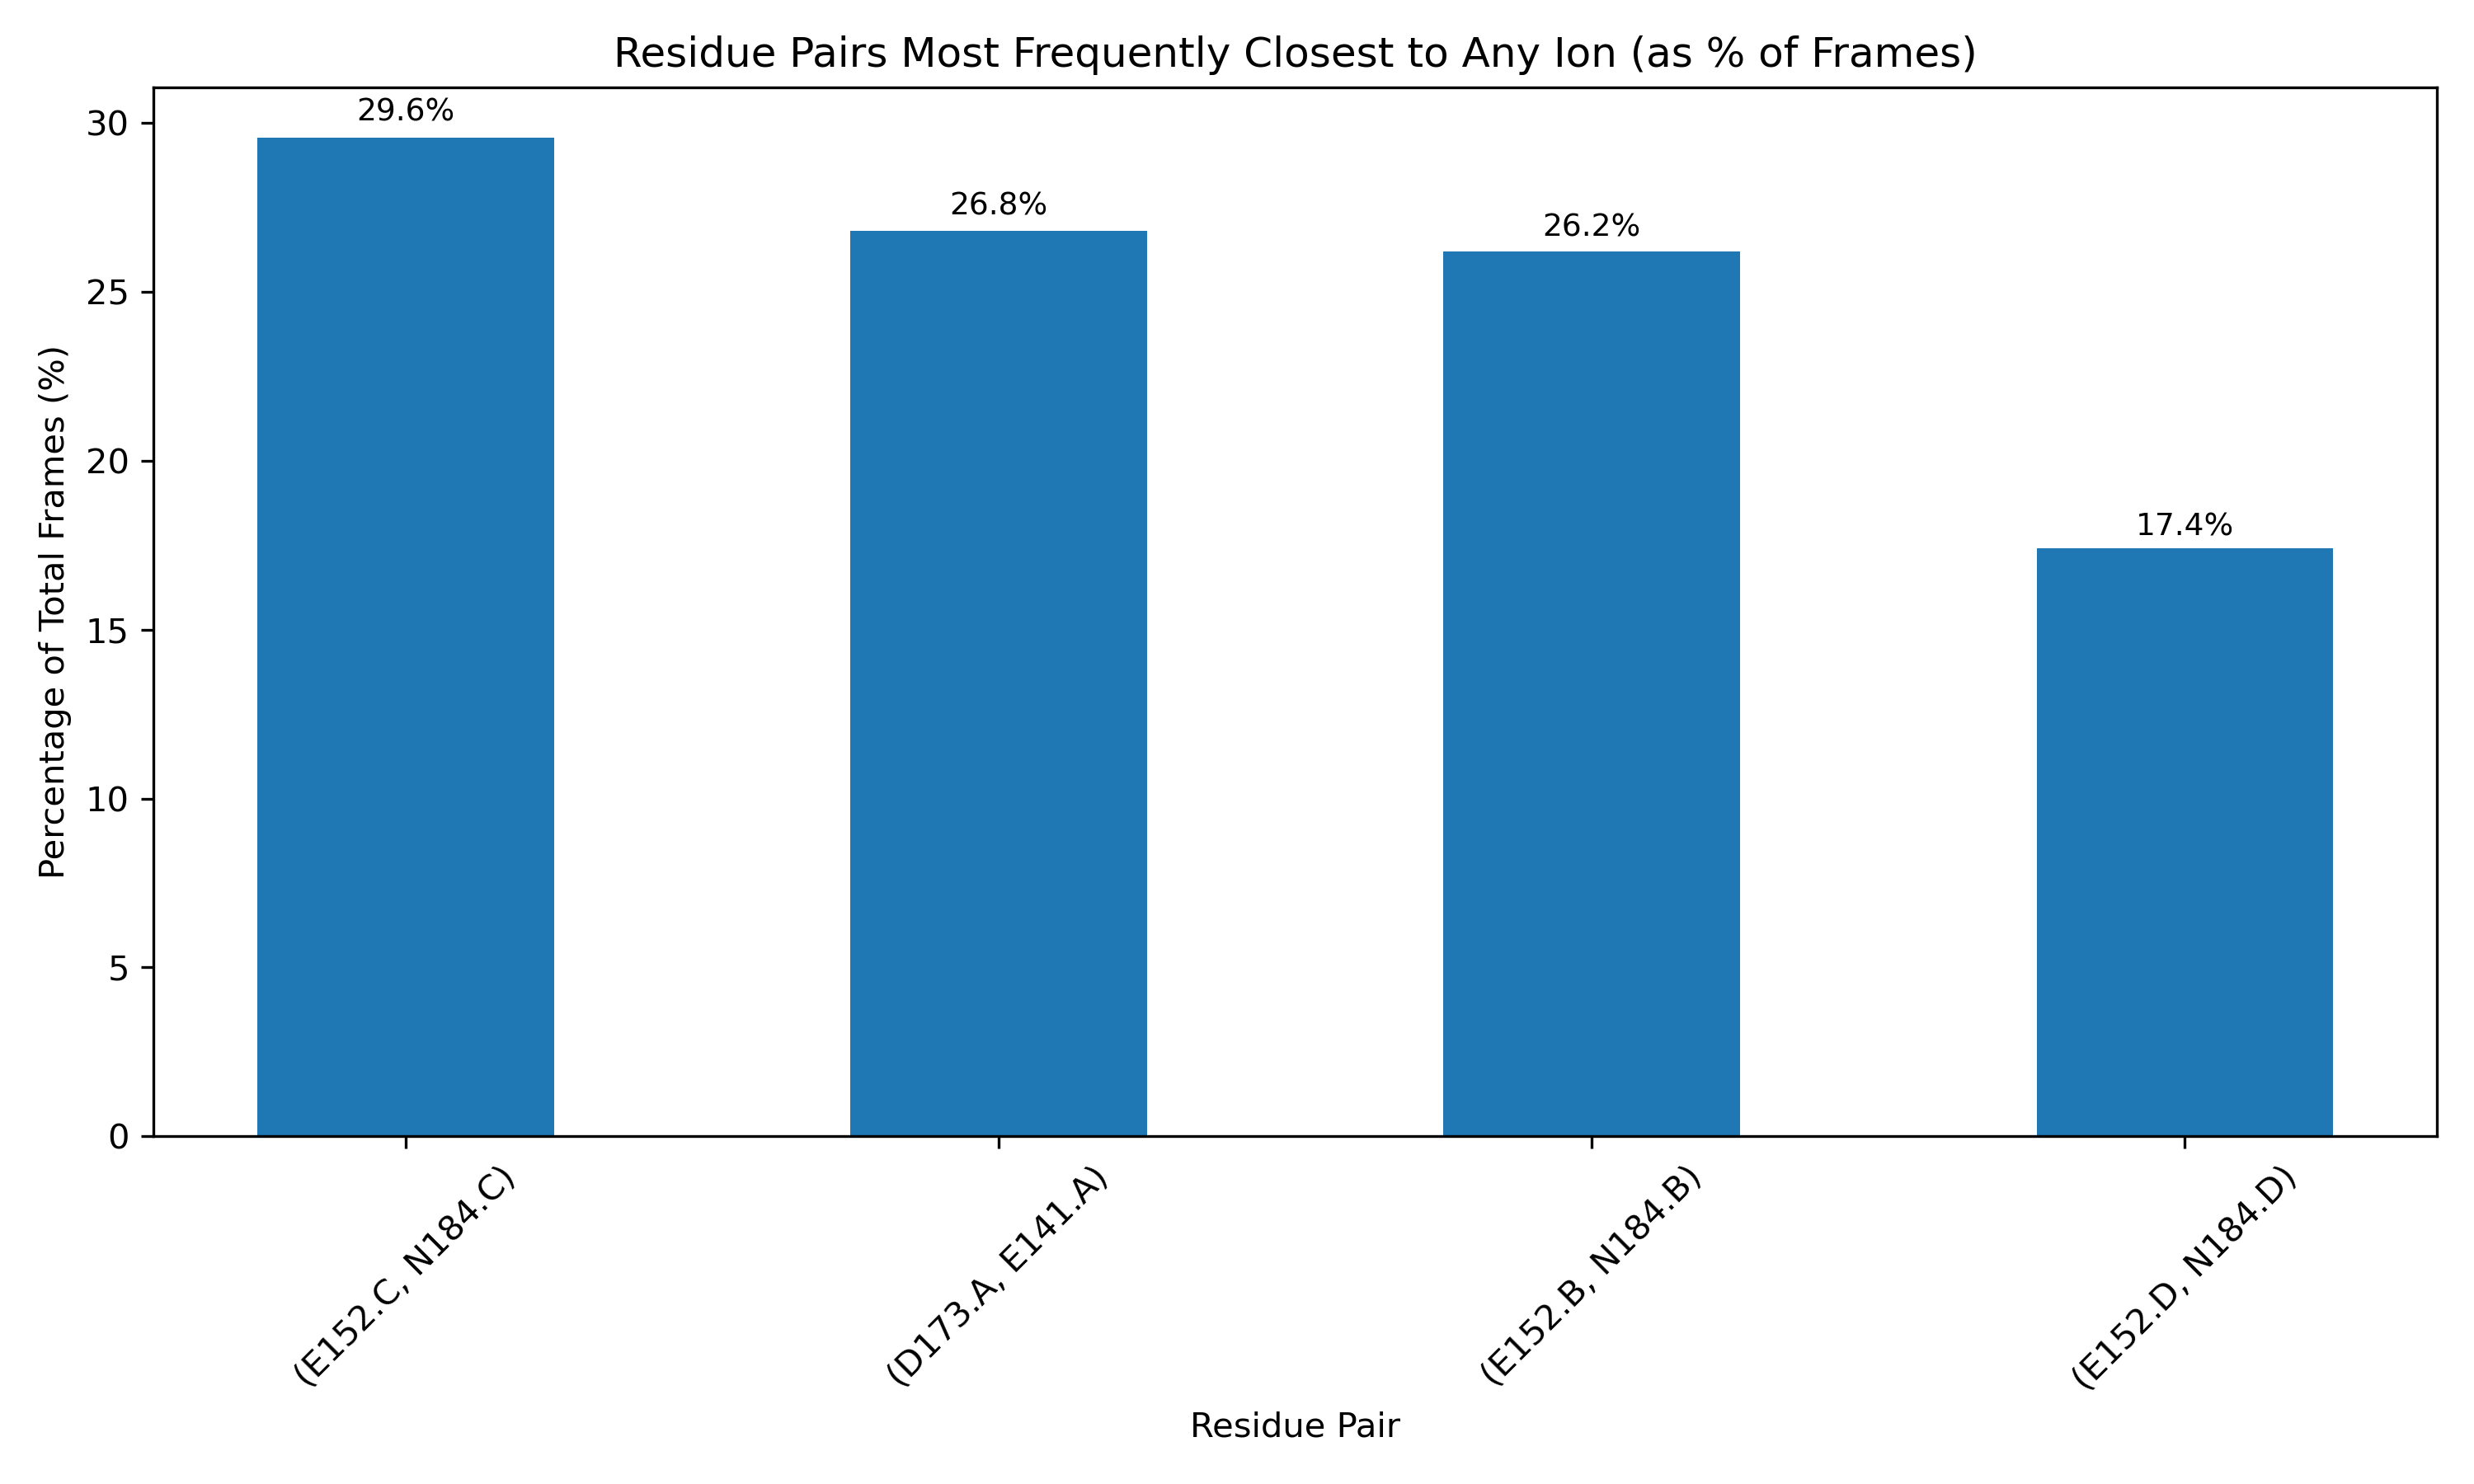 Residue Pairs Most Frequently Closest to Any Ion (as % of Frames)
Percentage of Total Frames (%)
30
25
20
15
10
5
0
29.6%
26.8%
26.2%
17.4%
(E152.C, N184.C)
(D173.A, E141.A)
(E152.B, N184.B)
(E152.D, N184.D)
Residue Pair